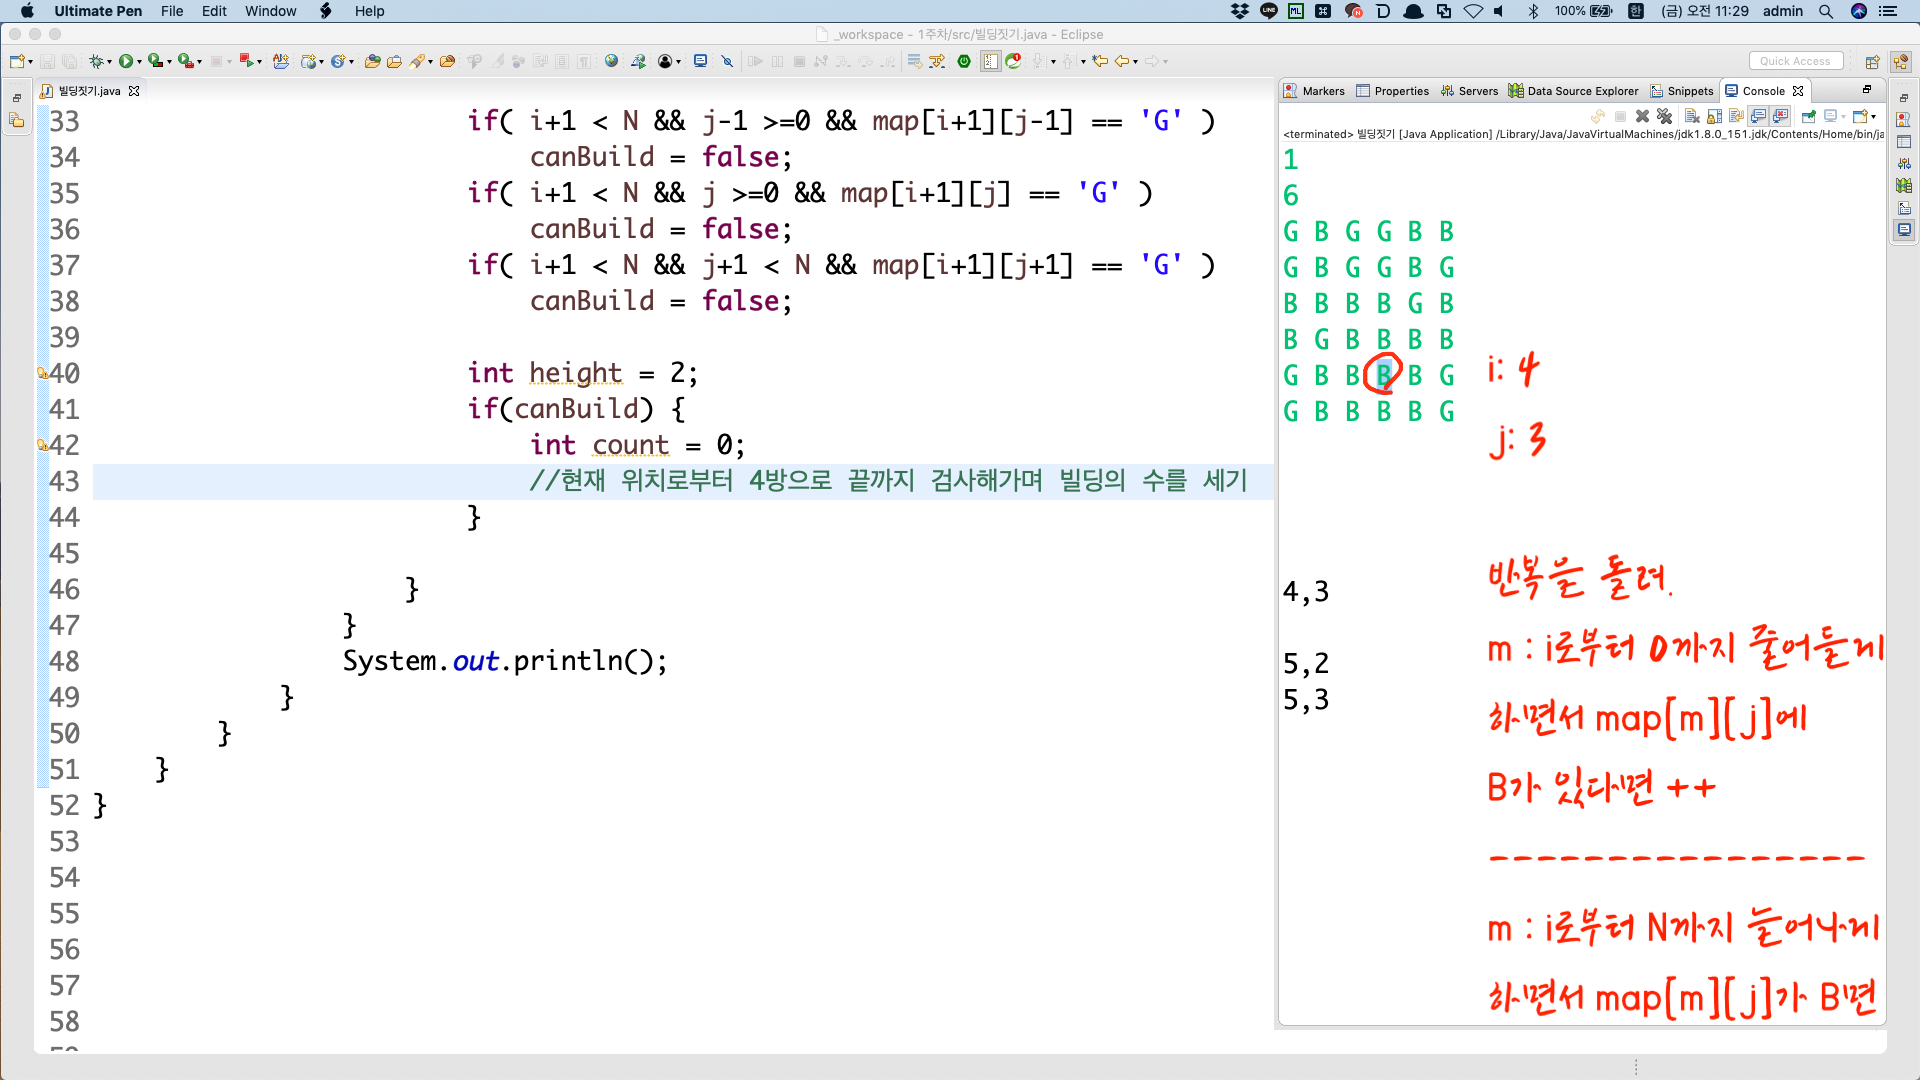 Ultimate Pen File Edit Window Help
100% 한 (금) 오전 11:29 admin
_workspace - 1주차/src/빌딩짓기.java - Eclipse
Quick Access
빌딩짓기.java
33 if( i+1 < N && j-1 >=0 && map[i+1][j-1] == 'G' )
34 canBuild = false;
35 if( i+1 < N && j >=0 && map[i+1][j] == 'G' )
36 canBuild = false;
37 if( i+1 < N && j+1 < N && map[i+1][j+1] == 'G' )
38 canBuild = false;
39
40 int height = 2;
41 if(canBuild) {
42 int count = 0;
43 //현재 위치로부터 4방으로 끝까지 검사해가며 빌딩의 수를 세기
44 }
45
46 }
47 }
48 System.out.println();
49 }
50 }
51 }
52 }
53
54
55
56
57
58
Markers Properties Servers Data Source Explorer Snippets Console
<terminated> 빌딩짓기 [Java Application] /Library/Java/JavaVirtualMachines/jdk1.8.0_151.jdk/Contents/Home/bin/ja
1
6
G B G G B B
G B G G B G
B B B B G B
B G B B B B
G B B B B G
G B B B B G
4,3
5,2
5,3
i: 4
j: 3
반복을 돌려.
m : i로부터 0까지 줄어들게
하면서 map[m][j]에
B가 있다면 ++
----------------
m : i로부터 N까지 늘어나게
하면서 map[m][j]가 B면